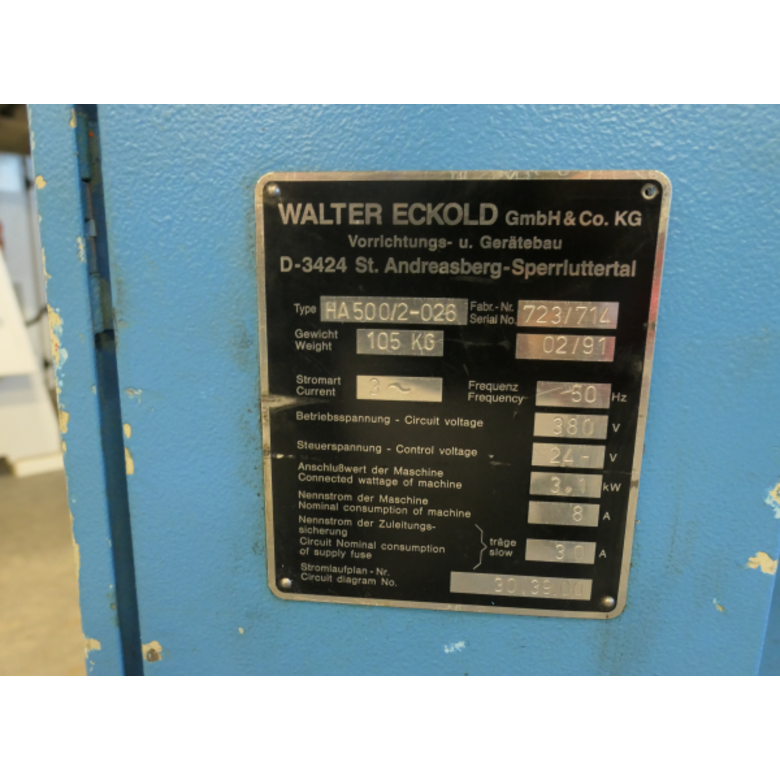 WALTER ECKOLD GmbH & Co. KG
Vorrichtungs- u. Gerätebau
D-3424 St. Andreasberg-Sperrluttertal
Type HA500/2-026 Fabr.-Nr. Serial No. 723/714
Gewicht Weight 105 KG 02/91
Stromart Current 3~ Frequenz Frequency 50 Hz
Betriebsspannung - Circuit voltage 380 V
Steuerspannung - Control voltage 24- V
Anschlußwert der Maschine
Connected wattage of machine 3.1 kW
Nennstrom der Maschine
Nominal consumption of machine 8 A
Nennstrom der Zuleitungs-
sicherung
Circuit Nominal consumption
of supply fuse träge slow 30 A
Stromlaufplan - Nr.
Circuit diagram No. 30.39.00